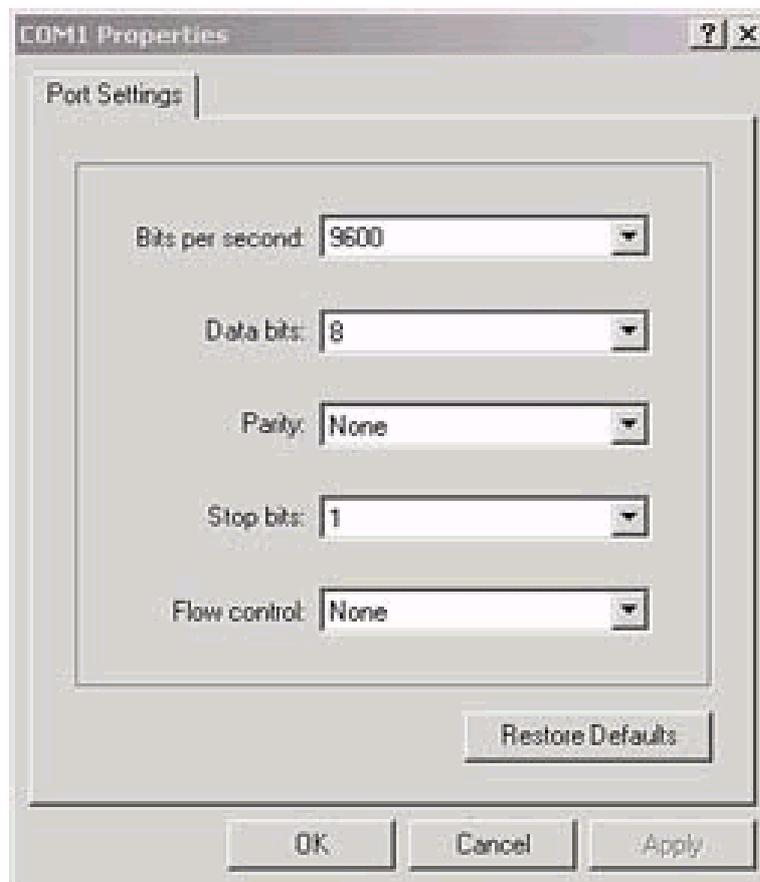 COM1 Properties
Port Settings
Bits per second: 9600
Data bits: 8
Parity: None
Stop bits: 1
Flow control: None
Restore Defaults
OK Cancel Apply